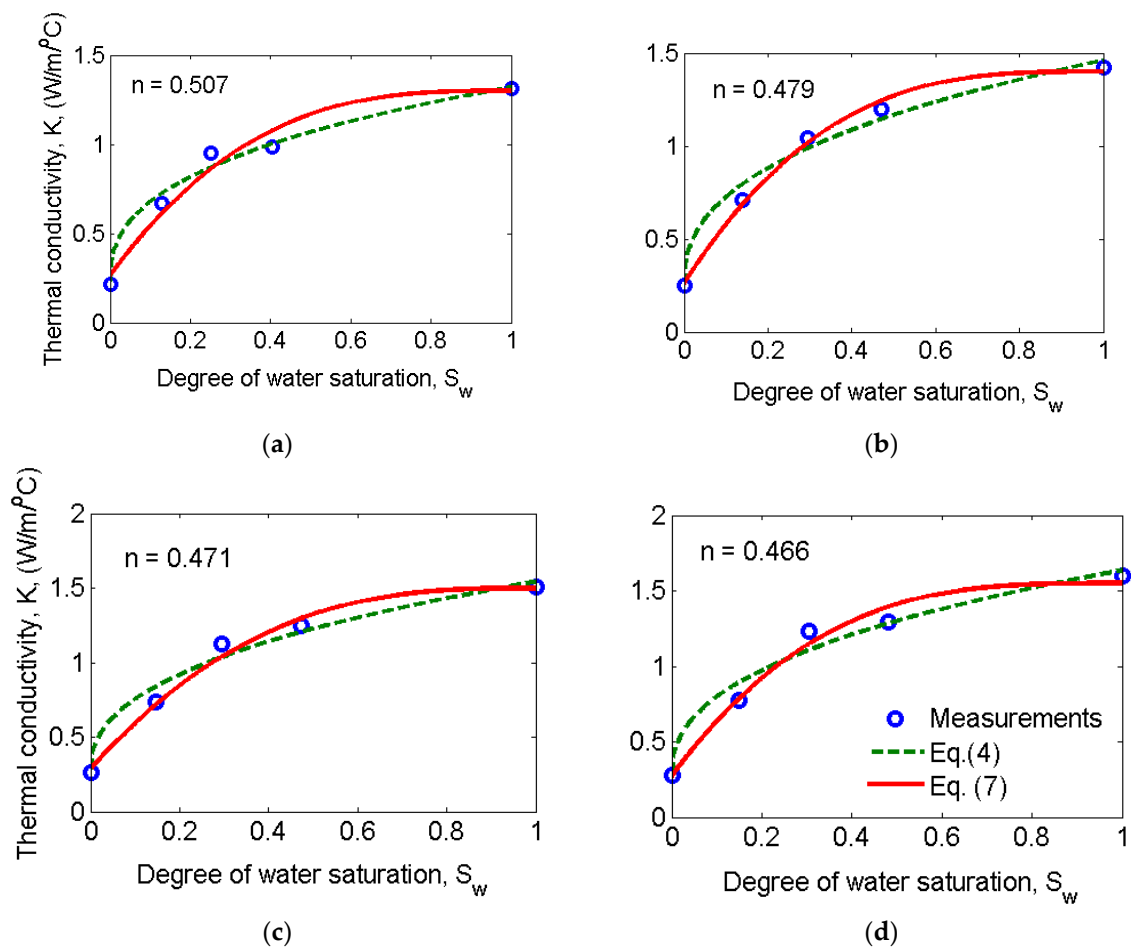 n = 0.507
Thermal conductivity, K, (W/m/⁰C)
1.5
1
0.5
0
0 0.2 0.4 0.6 0.8 1
Degree of water saturation, S_w
(a)
n = 0.479
1.5
1
0.5
0
0 0.2 0.4 0.6 0.8 1
Degree of water saturation, S_w
(b)
n = 0.471
Thermal conductivity, K, (W/m/⁰C)
2
1.5
1
0.5
0
0 0.2 0.4 0.6 0.8 1
Degree of water saturation, S_w
(c)
n = 0.466
2
1.5
1
0.5
0
Measurements
Eq.(4)
Eq. (7)
0 0.2 0.4 0.6 0.8 1
Degree of water saturation, S_w
(d)